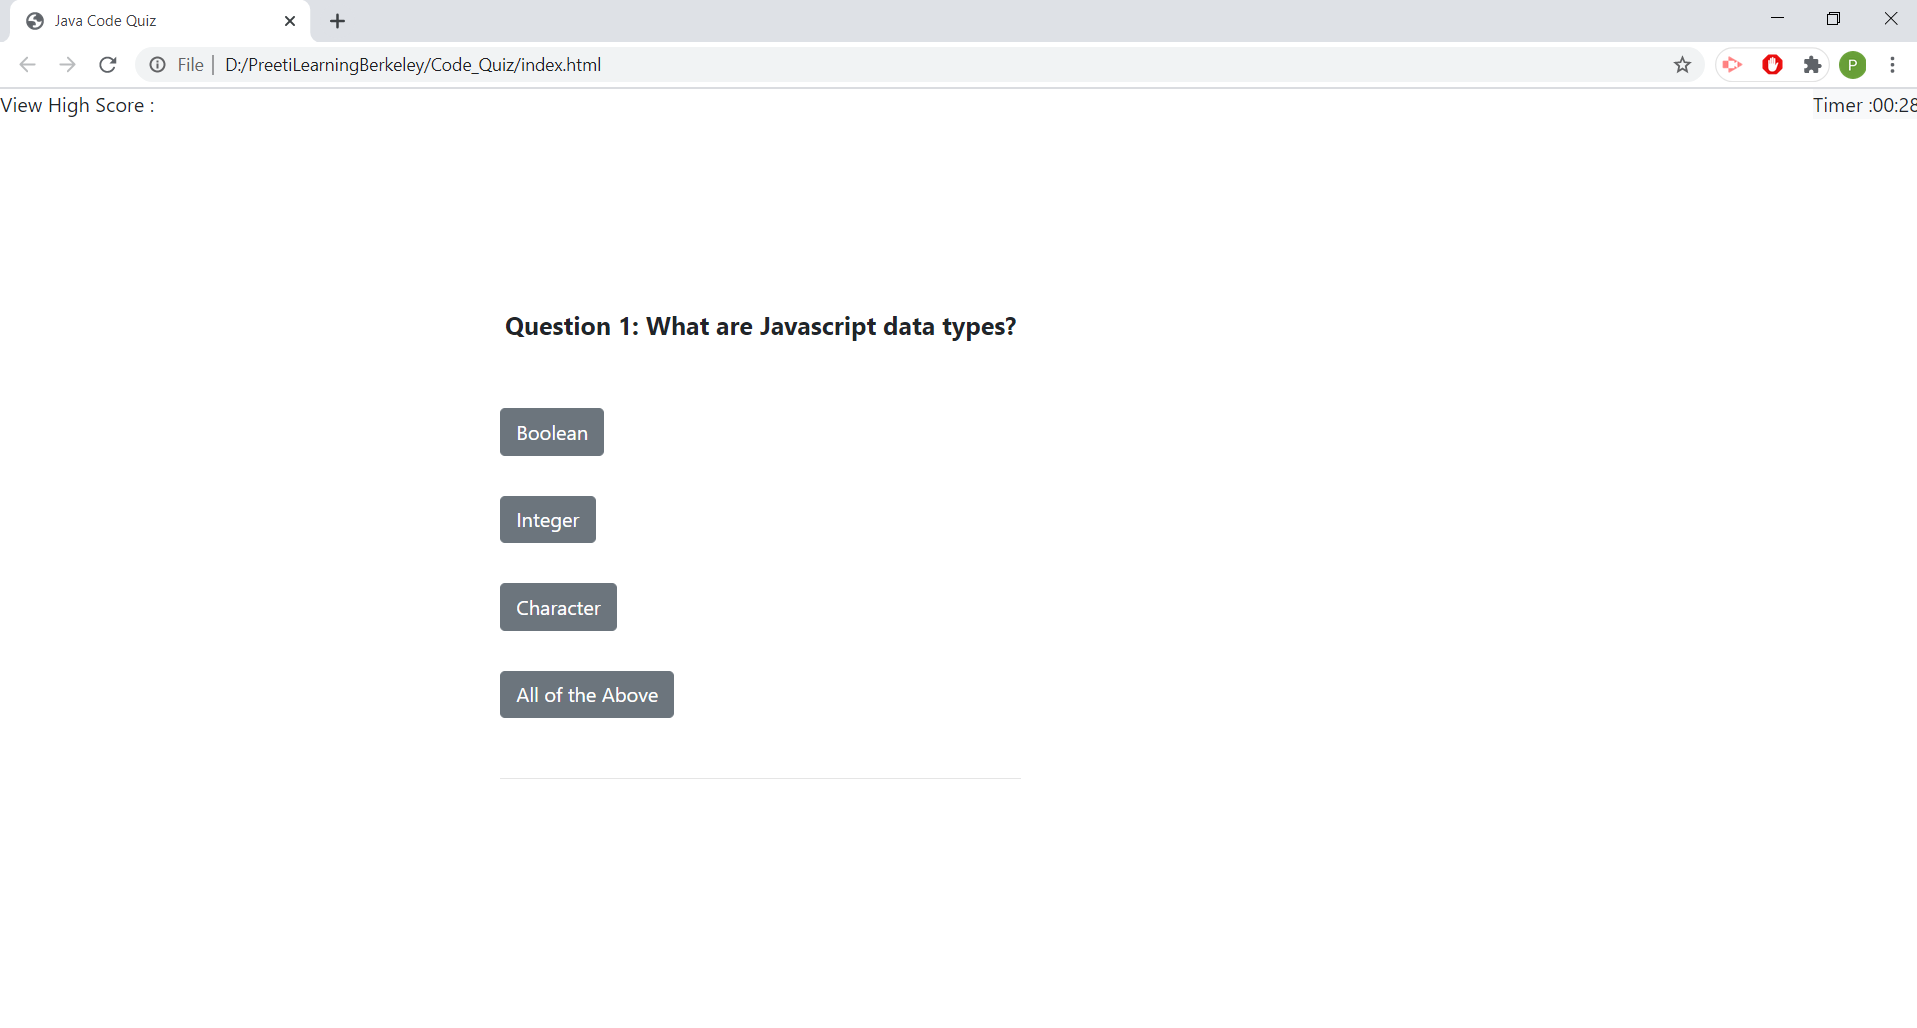 Java Code Quiz
File | D:/PreetiLearningBerkeley/Code_Quiz/index.html
P
View High Score :
Timer :00:28
Question 1: What are Javascript data types?
Boolean
Integer
Character
All of the Above